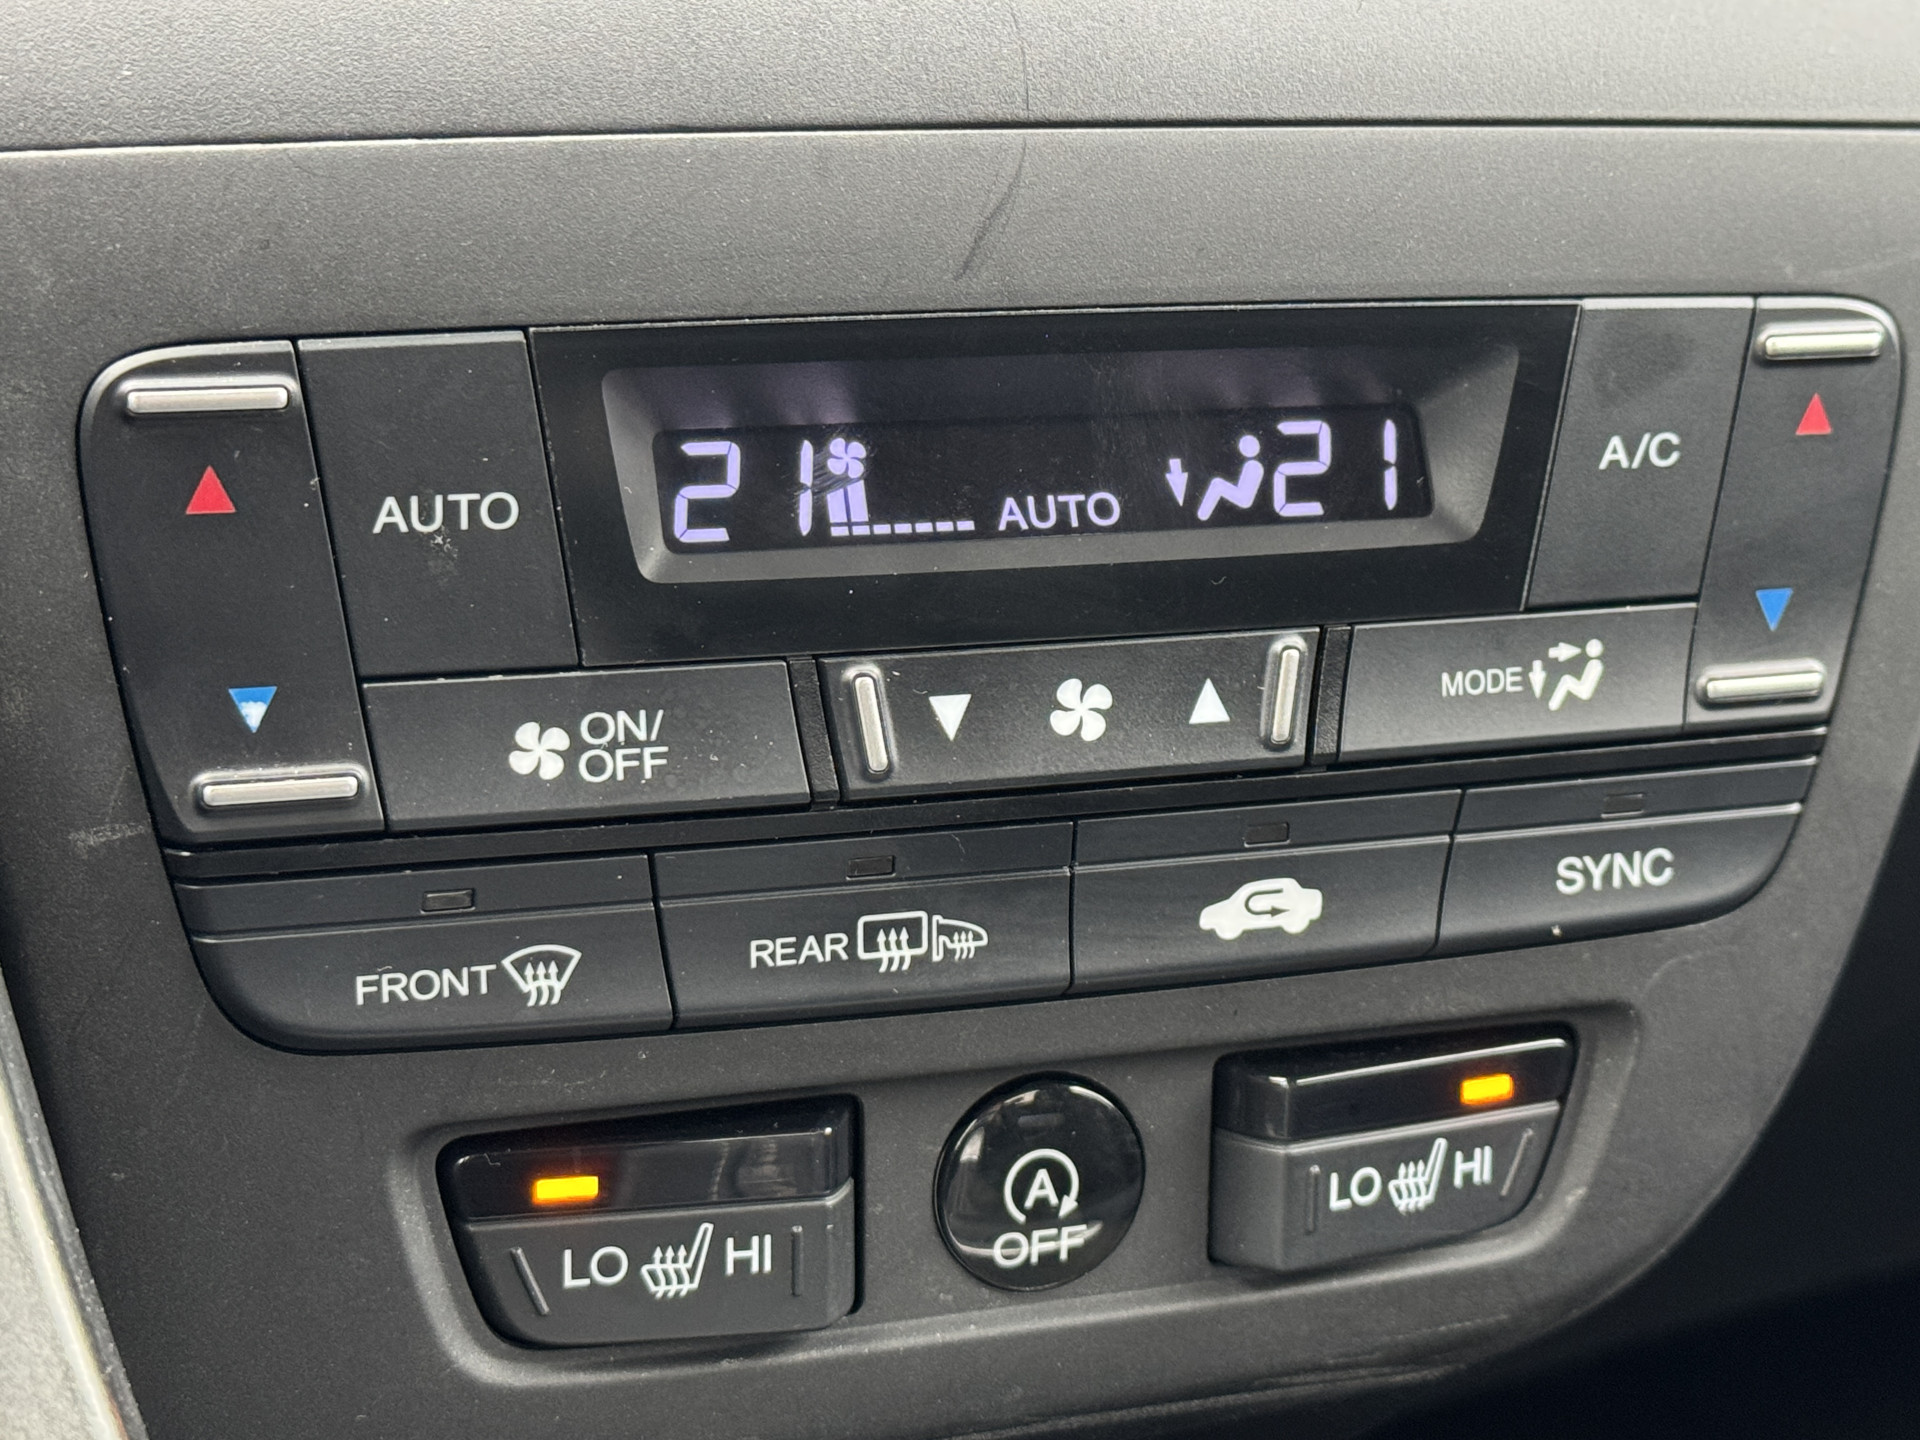 21 AUTO 21
AUTO
A/C
ON/
OFF
MODE
FRONT
REAR
SYNC
LO HI
A
OFF
LO HI